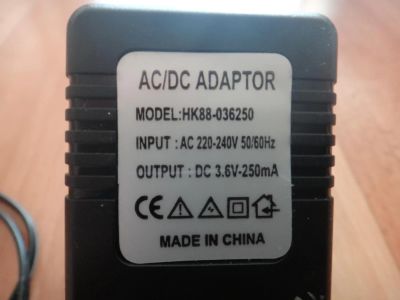 AC/DC ADAPTOR
MODEL:HK88-036250
INPUT : AC 220-240V 50/60Hz
OUTPUT : DC 3.6V-250mA
CE
MADE IN CHINA